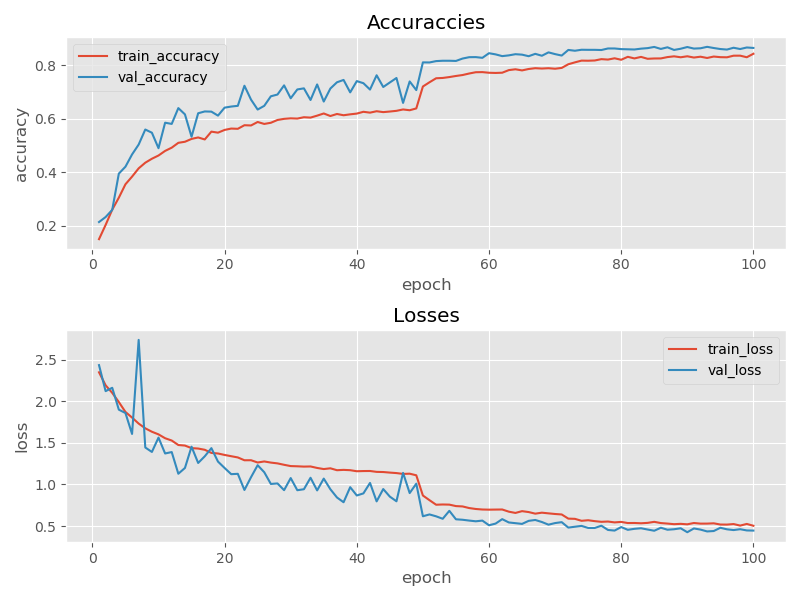 Accuraccies
train_accuracy
val_accuracy
accuracy
0.8
0.6
0.4
0.2
0 20 40 60 80 100
epoch
Losses
train_loss
val_loss
loss
2.5
2.0
1.5
1.0
0.5
0 20 40 60 80 100
epoch